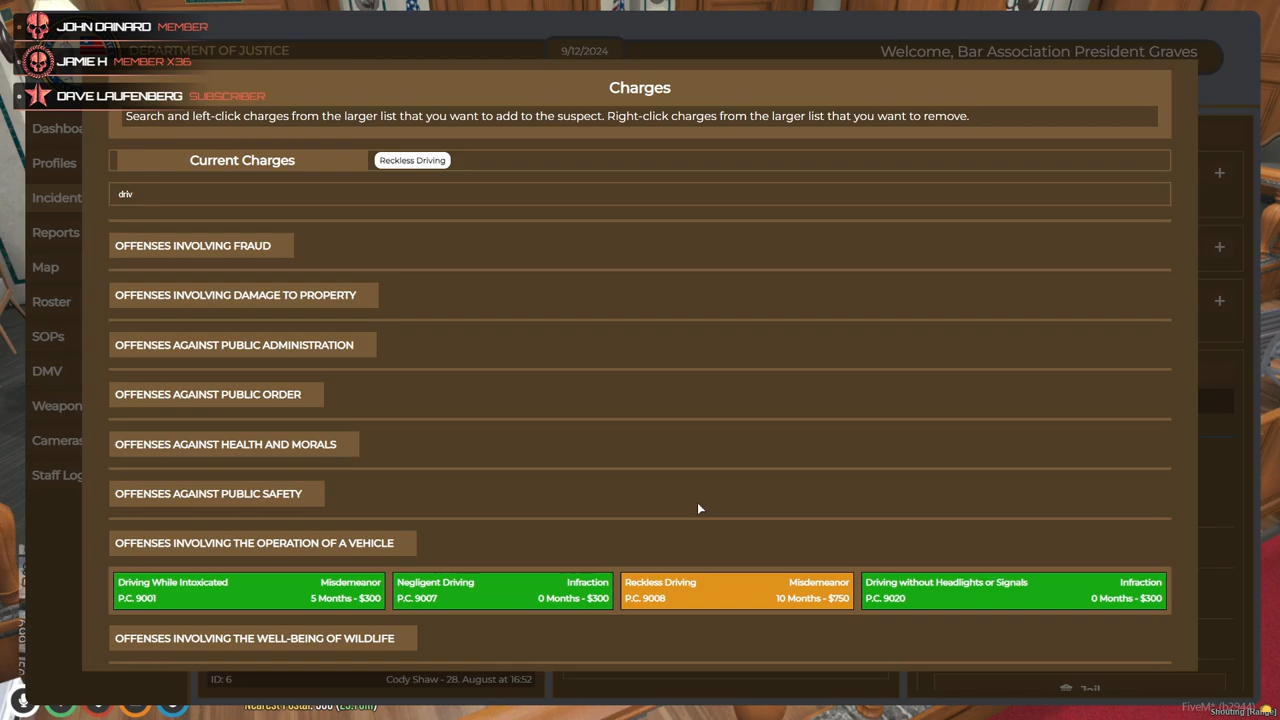 JOHN DAINARD MEMBER
DEPARTMENT OF JUSTICE
9/12/2024
Welcome, Bar Association President Graves
JAMIE H MEMBER X36
DAVE LAUFENBERG SUBSCRIBER
Charges
Search and left-click charges from the larger list that you want to add to the suspect. Right-click charges from the larger list that you want to remove.
Current Charges
Reckless Driving
driv
Dashboa
Profiles
Incident
Reports
Map
Roster
SOPs
DMV
Weapon
Cameras
Staff Log
OFFENSES INVOLVING FRAUD
OFFENSES INVOLVING DAMAGE TO PROPERTY
OFFENSES AGAINST PUBLIC ADMINISTRATION
OFFENSES AGAINST PUBLIC ORDER
OFFENSES AGAINST HEALTH AND MORALS
OFFENSES AGAINST PUBLIC SAFETY
OFFENSES INVOLVING THE OPERATION OF A VEHICLE
Driving While Intoxicated Misdemeanor
P.C. 9001 5 Months - $300
Negligent Driving Infraction
P.C. 9007 0 Months - $300
Reckless Driving Misdemeanor
P.C. 9008 10 Months - $750
Driving without Headlights or Signals Infraction
P.C. 9020 0 Months - $300
OFFENSES INVOLVING THE WELL-BEING OF WILDLIFE
ID: 6 Cody Shaw - 28. August at 16:52
Jail
Nearest Postal:
FiveM* (b2944)
Shouting [Range]